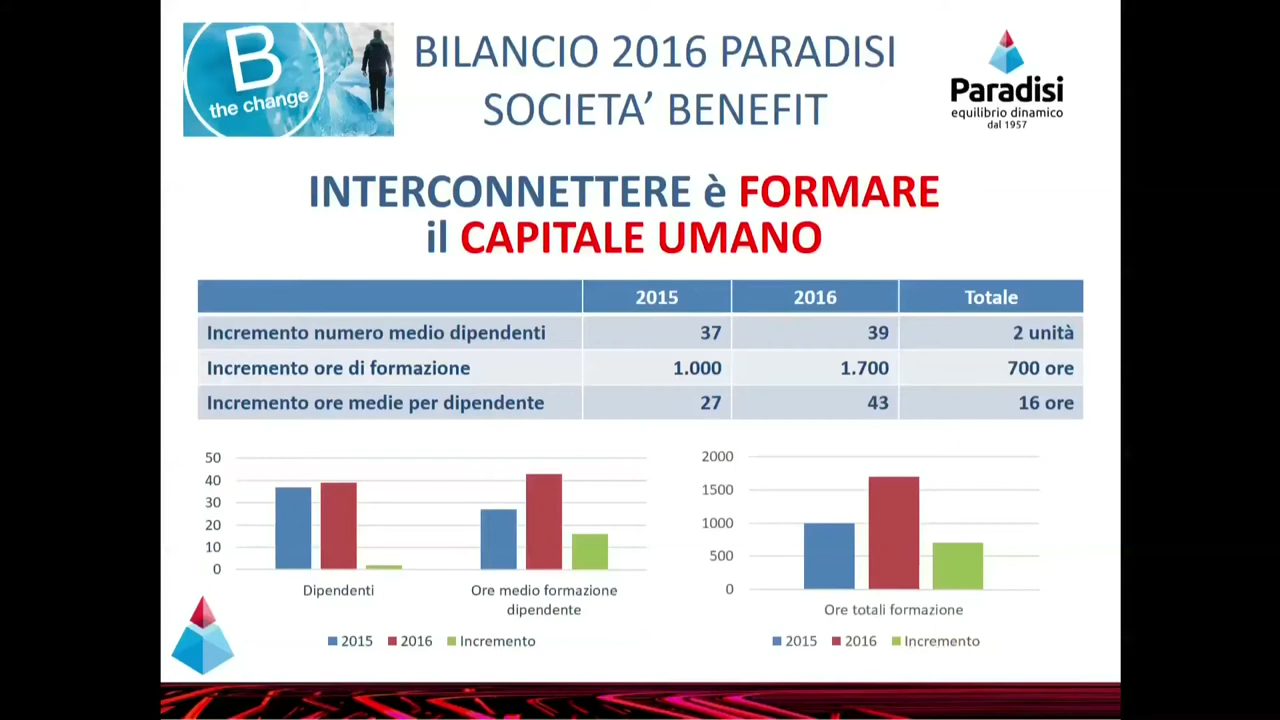 B
the change
BILANCIO 2016 PARADISI
SOCIETA’ BENEFIT
Paradisi
equilibrio dinamico
dal 1957
INTERCONNETTERE è FORMARE
il CAPITALE UMANO
2015 2016 Totale
Incremento numero medio dipendenti 37 39 2 unità
Incremento ore di formazione 1.000 1.700 700 ore
Incremento ore medie per dipendente 27 43 16 ore
50
40
30
20
10
0
Dipendenti Ore medio formazione
dipendente
2015 2016 Incremento
2000
1500
1000
500
0
Ore totali formazione
2015 2016 Incremento